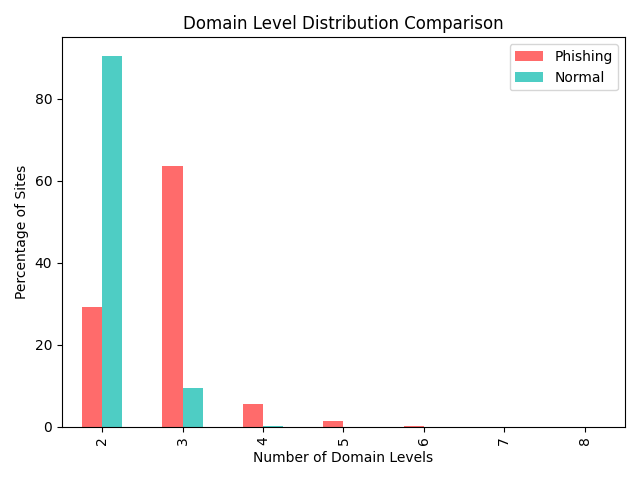 Domain Level Distribution Comparison
Phishing
Normal
Percentage of Sites
80
60
40
20
0
2 3 4 5 6 7 8
Number of Domain Levels